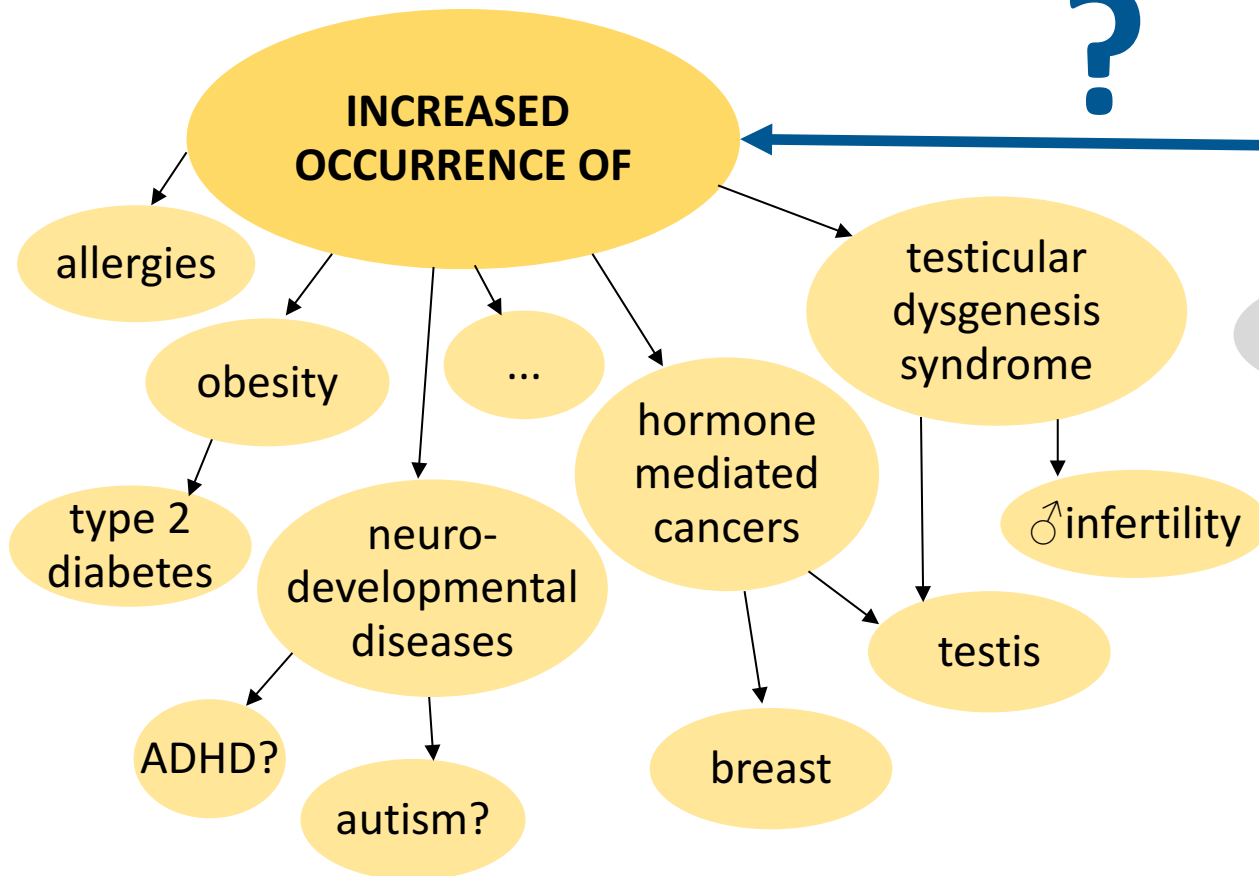 ?
INCREASED
OCCURRENCE OF
allergies
testicular
dysgenesis
syndrome
obesity
...
hormone
mediated
cancers
type 2
diabetes
neuro-
developmental
diseases
♂infertility
testis
ADHD?
autism?
breast